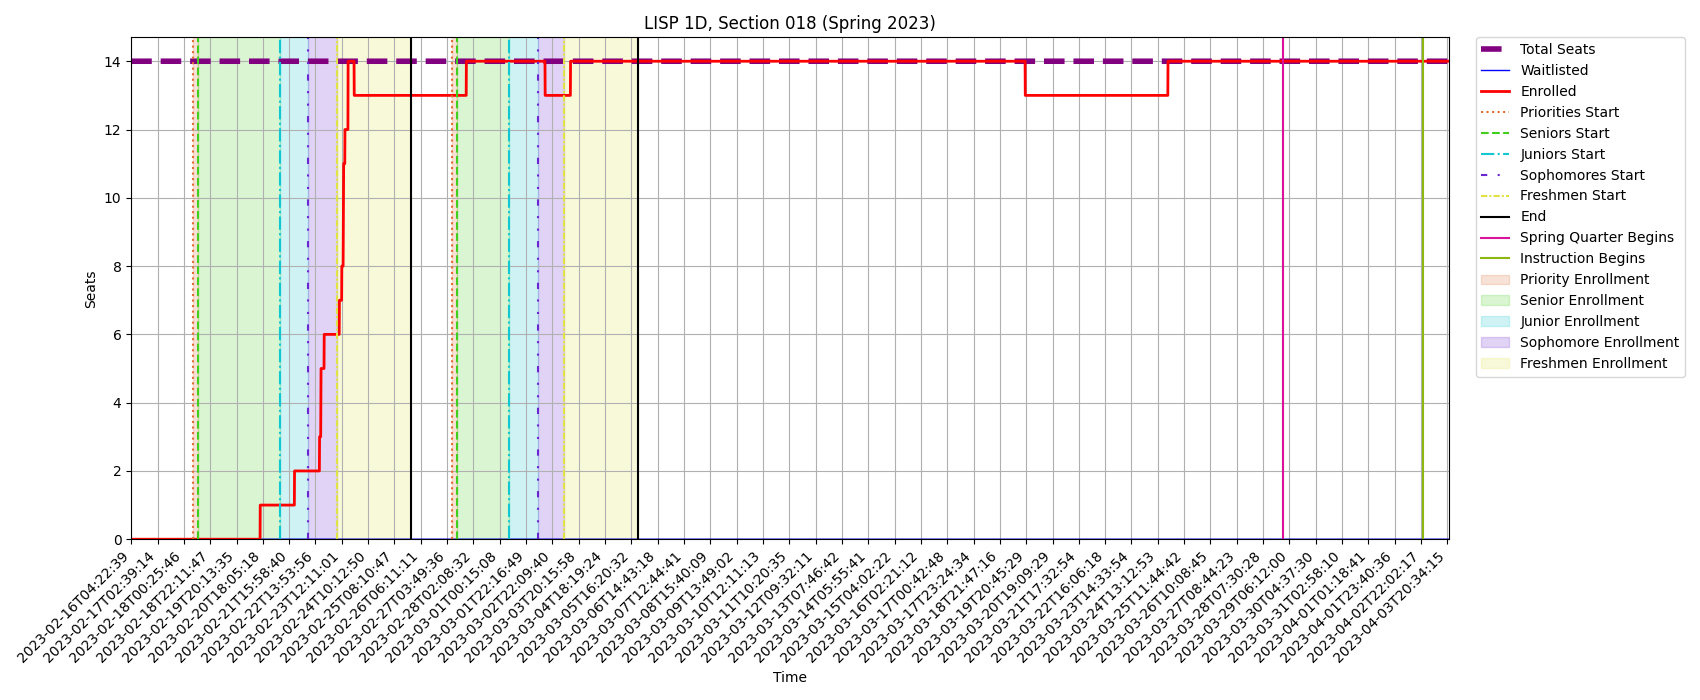 LISP 1D, Section 018 (Spring 2023)
Seats
14
12
10
8
6
4
2
0
2023-02-16T04:22:39
2023-02-17T02:39:14
2023-02-18T00:25:46
2023-02-18T22:11:47
2023-02-19T20:13:35
2023-02-20T18:05:18
2023-02-21T15:58:40
2023-02-22T13:53:56
2023-02-23T12:11:01
2023-02-24T10:12:50
2023-02-25T08:10:47
2023-02-26T06:11:11
2023-02-27T03:49:36
2023-02-28T02:08:32
2023-03-01T00:15:08
2023-03-01T22:16:49
2023-03-02T22:09:40
2023-03-03T20:15:58
2023-03-04T18:19:24
2023-03-05T16:20:32
2023-03-06T14:43:18
2023-03-07T12:44:41
2023-03-08T15:40:09
2023-03-09T13:49:02
2023-03-10T12:11:13
2023-03-11T10:20:35
2023-03-12T09:32:11
2023-03-13T07:46:42
2023-03-14T05:55:41
2023-03-15T04:02:22
2023-03-16T02:21:12
2023-03-17T00:42:48
2023-03-17T23:24:34
2023-03-18T21:47:16
2023-03-19T20:45:29
2023-03-20T19:09:29
2023-03-21T17:32:54
2023-03-22T16:06:18
2023-03-23T14:33:54
2023-03-24T13:12:53
2023-03-25T11:44:42
2023-03-26T10:08:45
2023-03-27T08:44:23
2023-03-28T07:30:28
2023-03-29T06:12:00
2023-03-30T04:37:30
2023-03-31T02:58:10
2023-04-01T01:18:41
2023-04-01T23:40:36
2023-04-02T22:02:17
2023-04-03T20:34:15
Time
Total Seats
Waitlisted
Enrolled
Priorities Start
Seniors Start
Juniors Start
Sophomores Start
Freshmen Start
End
Spring Quarter Begins
Instruction Begins
Priority Enrollment
Senior Enrollment
Junior Enrollment
Sophomore Enrollment
Freshmen Enrollment